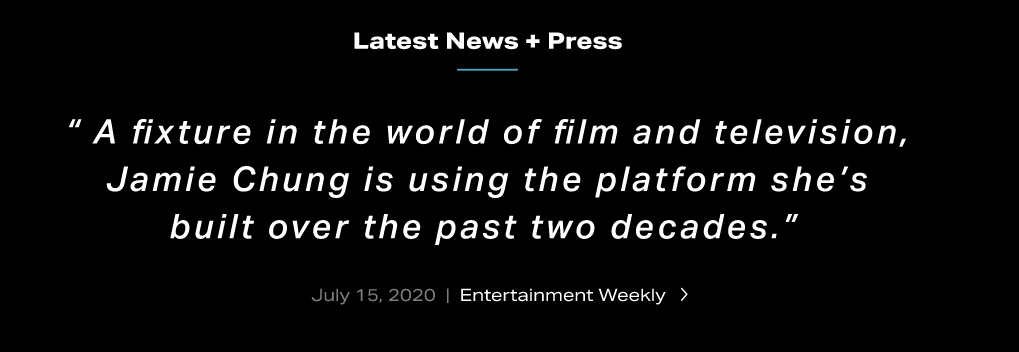 Latest News + Press
“ A fixture in the world of film and television,
Jamie Chung is using the platform she’s
built over the past two decades.”
July 15, 2020 | Entertainment Weekly >